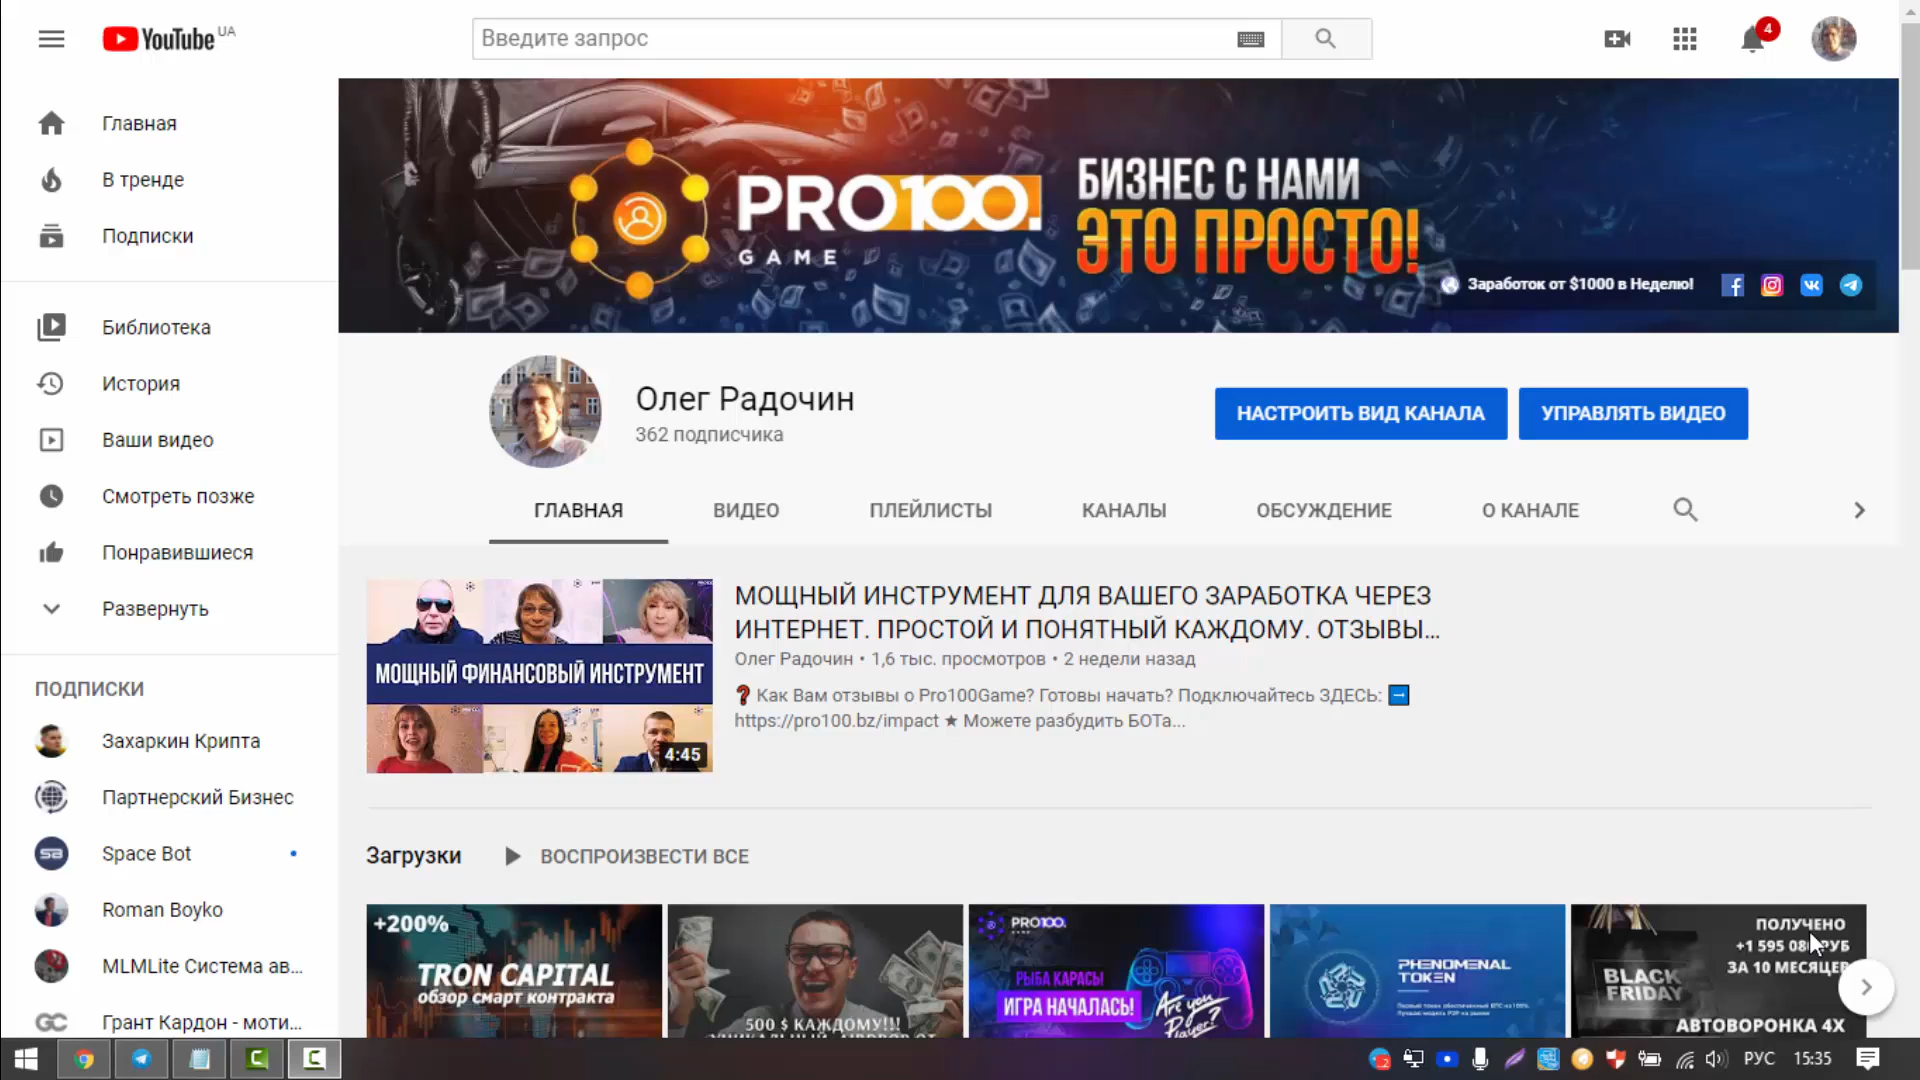 YouTube UA
Введите запрос
4
Главная
В тренде
Подписки
Библиотека
История
Ваши видео
Смотреть позже
Понравившиеся
Развернуть
ПОДПИСКИ
Захаркин Крипта
Партнерский Бизнес
Space Bot
Roman Boyko
MLMLite Система ав...
GC
Грант Кардон - моти...
PRO100.
GAME
БИЗНЕС С НАМИ
ЭТО ПРОСТО!
Заработок от $1000 в Неделю!
Олег Радочин
362 подписчика
НАСТРОИТЬ ВИД КАНАЛА
УПРАВЛЯТЬ ВИДЕО
ГЛАВНАЯ ВИДЕО ПЛЕЙЛИСТЫ КАНАЛЫ ОБСУЖДЕНИЕ О КАНАЛЕ
МОЩНЫЙ ФИНАНСОВЫЙ ИНСТРУМЕНТ
4:45
МОЩНЫЙ ИНСТРУМЕНТ ДЛЯ ВАШЕГО ЗАРАБОТКА ЧЕРЕЗ
ИНТЕРНЕТ. ПРОСТОЙ И ПОНЯТНЫЙ КАЖДОМУ. ОТЗЫВЫ...
Олег Радочин • 1,6 тыс. просмотров • 2 недели назад
❓ Как Вам отзывы о Pro100Game? Готовы начать? Подключайтесь ЗДЕСЬ: ➡
https://pro100.bz/impact ★ Можете разбудить БОТа...
Загрузки
ВОСПРОИЗВЕСТИ ВСЕ
+200%
TRON CAPITAL
обзор смарт контракта
500 $ КАЖДОМУ!!!
PRO100.
РЫБА КАРАСЬ!
ИГРА НАЧАЛАСЬ!
Are you
Player?
PHENOMENAL
TOKEN
BLACK
FRIDAY
ПОЛУЧЕНО
+1 595 08 РУБ
ЗА 10 МЕСЯЦЕВ
АВТОВОРОНКА 4X
РУС
15:35